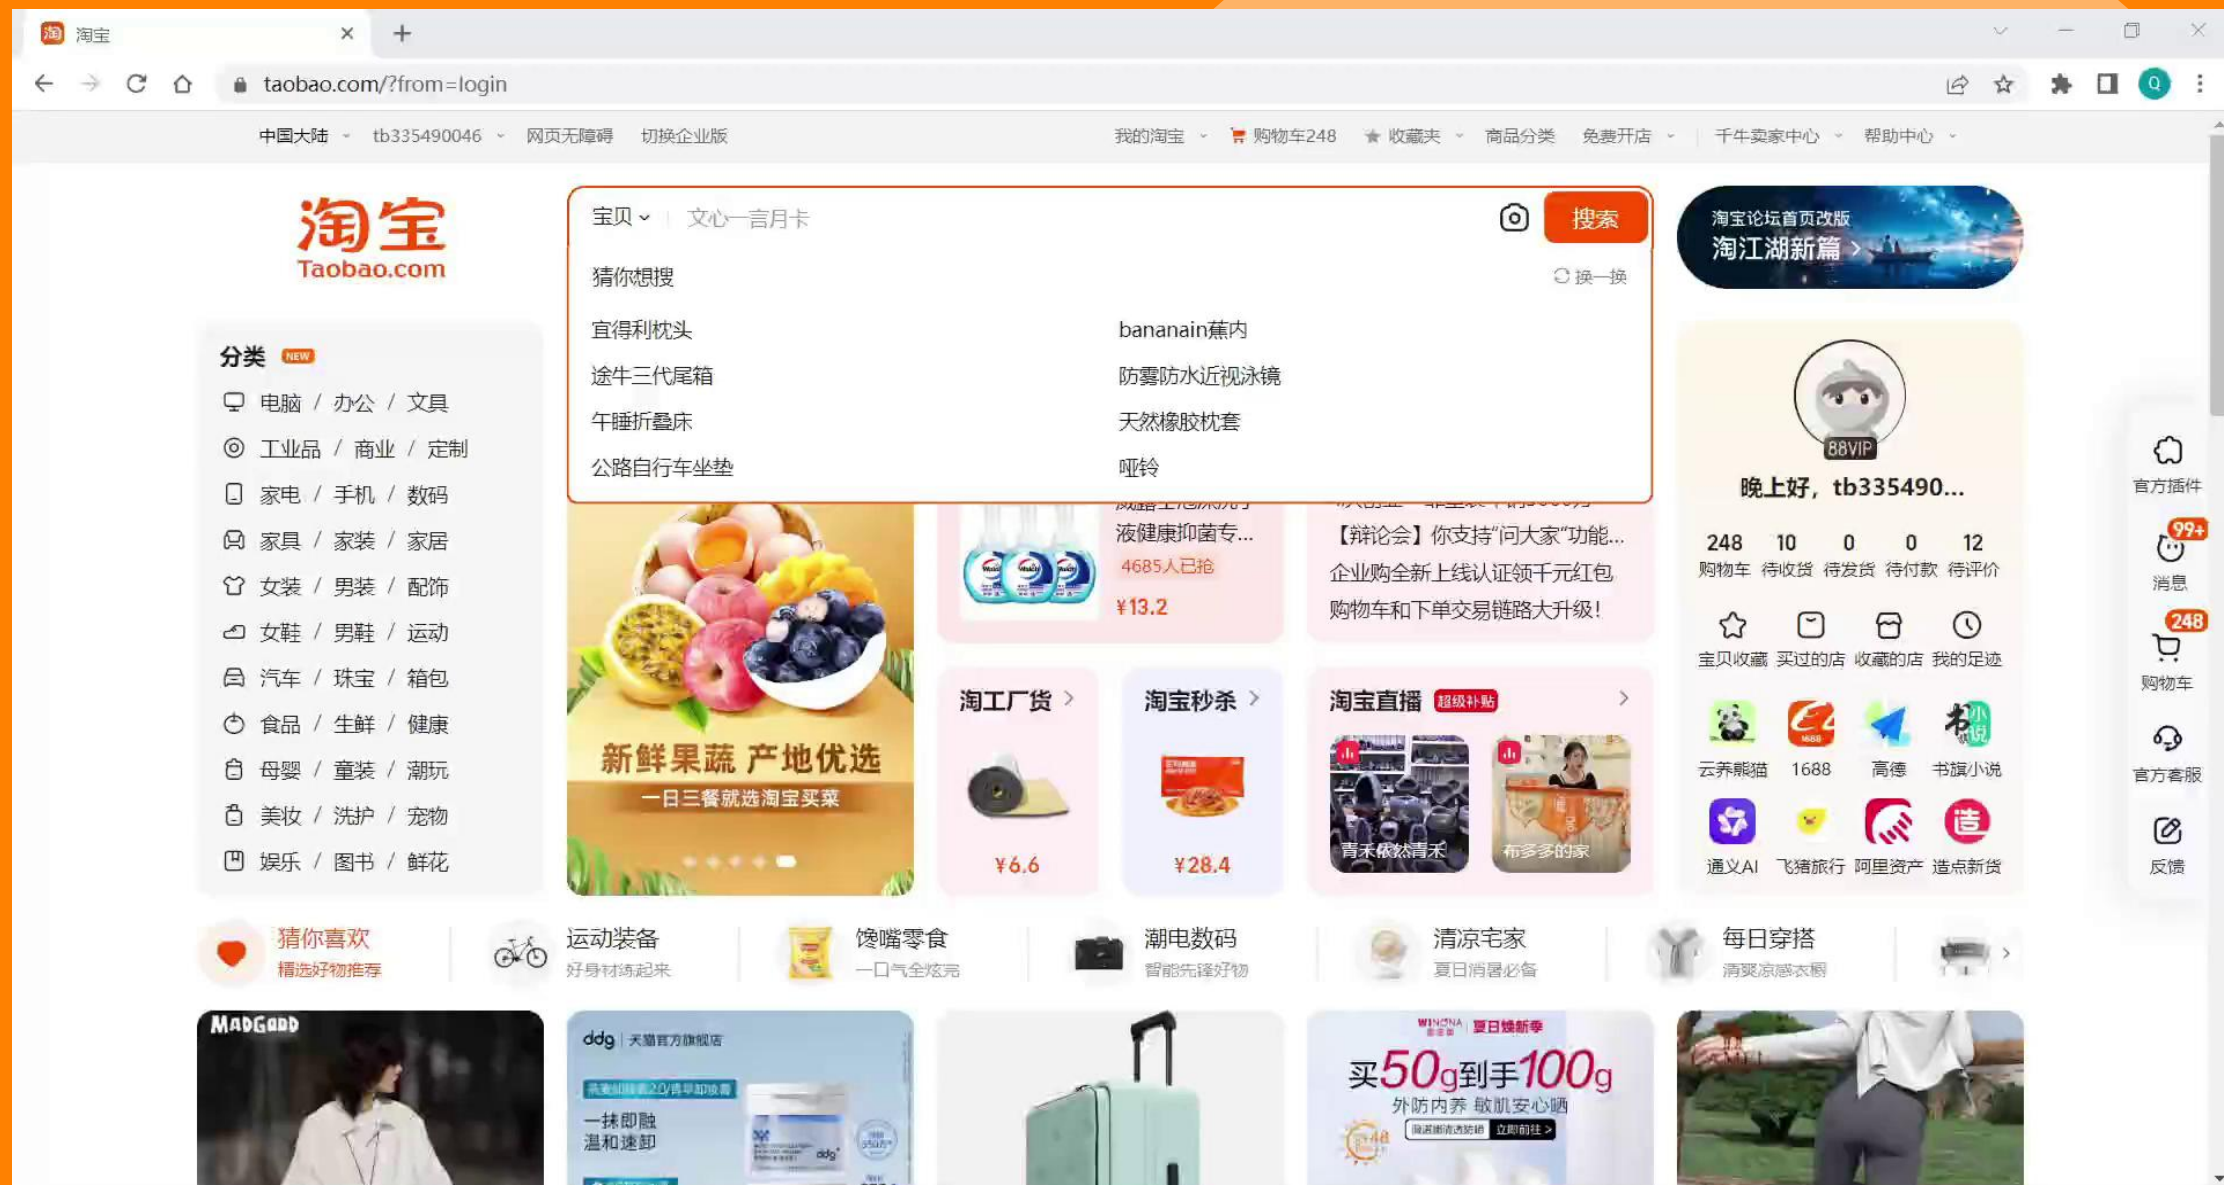 淘宝
taobao.com/?from=login
中国大陆
tb335490046
网页无障碍
切换企业版
我的淘宝
购物车248
收藏夹
商品分类
免费开店
千牛卖家中心
帮助中心
淘宝
Taobao.com
宝贝
文心一言月卡
搜索
淘宝论坛首页改版
淘江湖新篇
猜你想搜
换一换
宜得利枕头
bananain蕉内
途牛三代尾箱
防雾防水近视泳镜
午睡折叠床
天然橡胶枕套
公路自行车坐垫
哑铃
分类 NEW
电脑 / 办公 / 文具
工业品 / 商业 / 定制
家电 / 手机 / 数码
家具 / 家装 / 家居
女装 / 男装 / 配饰
女鞋 / 男鞋 / 运动
汽车 / 珠宝 / 箱包
食品 / 生鲜 / 健康
母婴 / 童装 / 潮玩
美妆 / 洗护 / 宠物
娱乐 / 图书 / 鲜花
新鲜果蔬 产地优选
一日三餐就选淘宝买菜
液健康抑菌专...
4685人已抢
¥13.2
【辩论会】你支持“问大家”功能...
企业购全新上线认证领千元红包
购物车和下单交易链路大升级！
淘工厂货
¥6.6
淘宝秒杀
¥28.4
淘宝直播 超级补贴
青禾依然青禾
布多多的家
88VIP
晚上好，tb335490...
248 10 0 0 12
购物车 待收货 待发货 待付款 待评价
宝贝收藏 买过的店 收藏的店 我的足迹
云养熊猫 1688 高德 书旗小说
通义AI 飞猪旅行 阿里资产 造点新货
官方插件
99+
消息
248
购物车
官方客服
反馈
猜你喜欢
精选好物推荐
运动装备
好身材练起来
馋嘴零食
一口气全炫完
潮电数码
智能先锋好物
清凉宅家
夏日消暑必备
每日穿搭
清爽凉感衣橱
MADGADD
ddg 天猫官方旗舰店
一抹即融
温和速卸
WINONA 夏日焕新季
买50g到手100g
外防内养 敏肌安心晒
立即前往 >